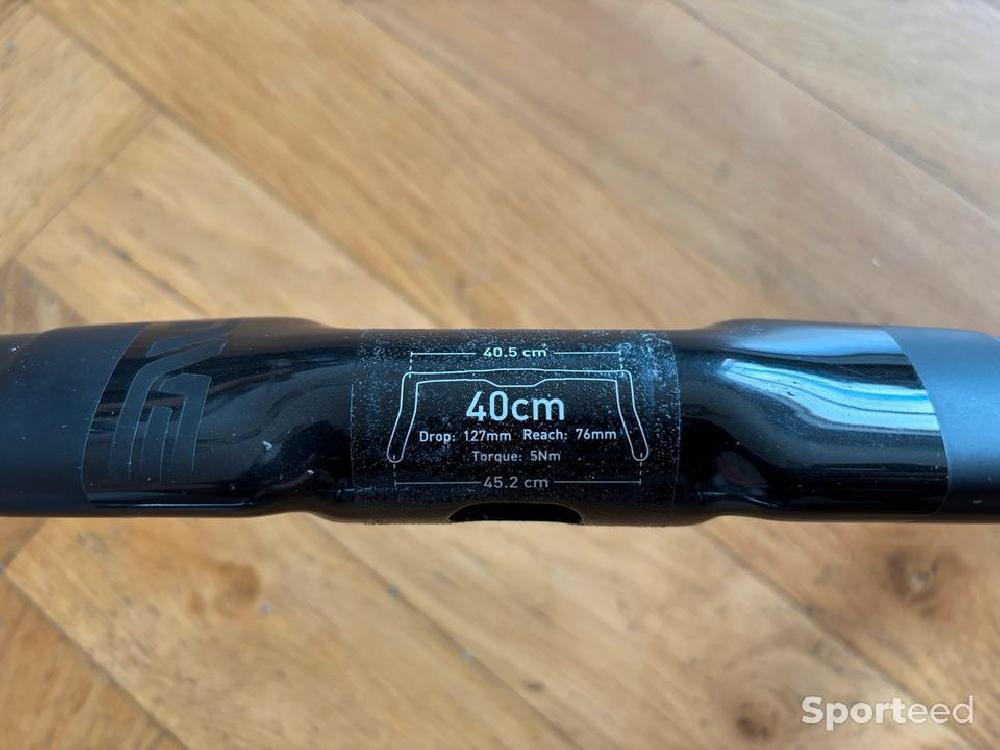 40.5 cm
40cm
Drop: 127mm Reach: 76mm
Torque: 5Nm
45.2 cm
Sporteed